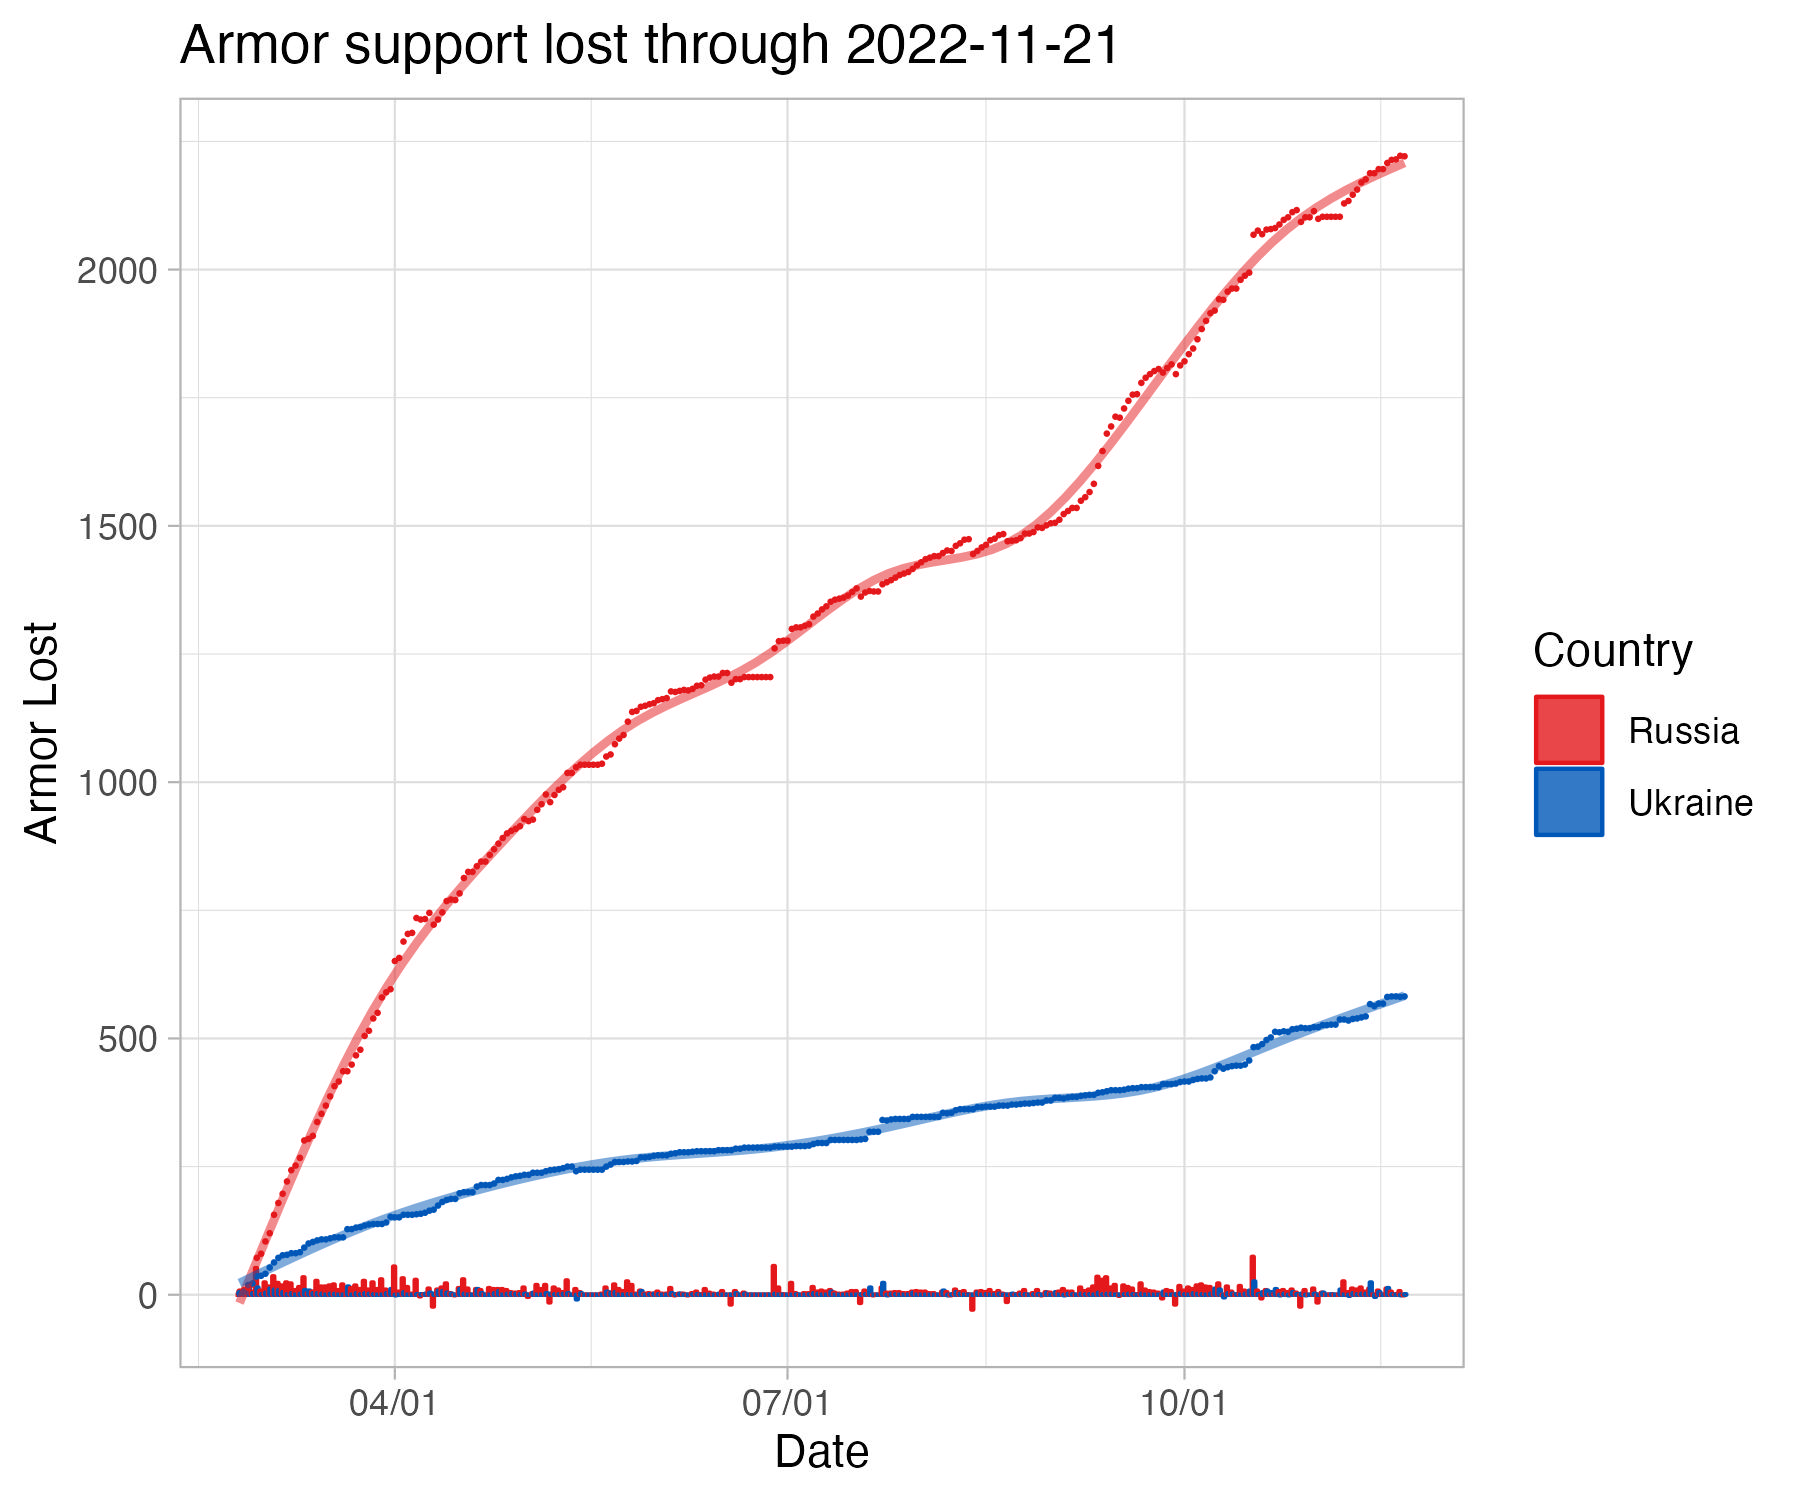 Armor support lost through 2022-11-21
Armor Lost
2000
1500
1000
500
0
04/01
07/01
10/01
Date
Country
Russia
Ukraine